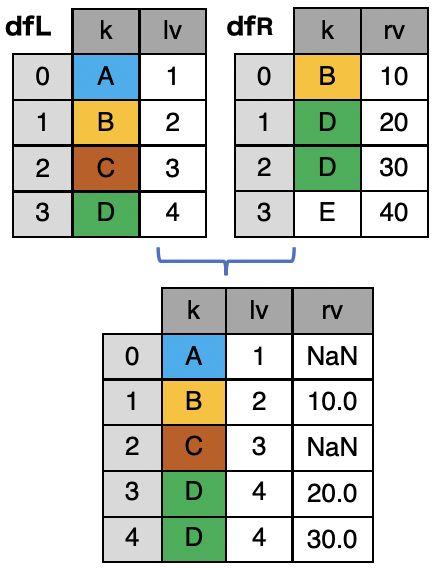 dfL k lv dfR k rv
0 A 1 0 B 10
1 B 2 1 D 20
2 C 3 2 D 30
3 D 4 3 E 40
k lv rv
0 A 1 NaN
1 B 2 10.0
2 C 3 NaN
3 D 4 20.0
4 D 4 30.0